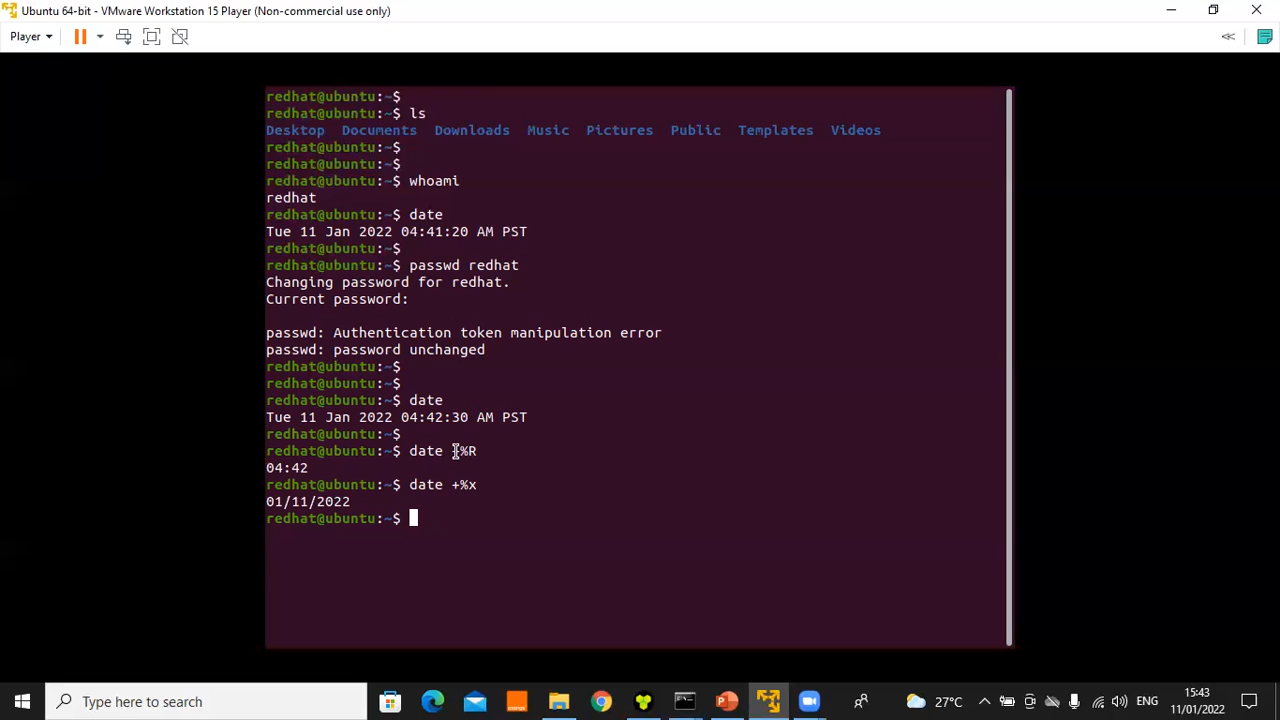 Ubuntu 64-bit - VMware Workstation 15 Player (Non-commercial use only)
Player
redhat@ubuntu:~$
redhat@ubuntu:~$ ls
Desktop Documents Downloads Music Pictures Public Templates Videos
redhat@ubuntu:~$
redhat@ubuntu:~$
redhat@ubuntu:~$ whoami
redhat
redhat@ubuntu:~$ date
Tue 11 Jan 2022 04:41:20 AM PST
redhat@ubuntu:~$
redhat@ubuntu:~$ passwd redhat
Changing password for redhat.
Current password:
passwd: Authentication token manipulation error
passwd: password unchanged
redhat@ubuntu:~$
redhat@ubuntu:~$
redhat@ubuntu:~$ date
Tue 11 Jan 2022 04:42:30 AM PST
redhat@ubuntu:~$
redhat@ubuntu:~$ date +%R
04:42
redhat@ubuntu:~$ date +%x
01/11/2022
redhat@ubuntu:~$
Type here to search
27°C
ENG
15:43
11/01/2022